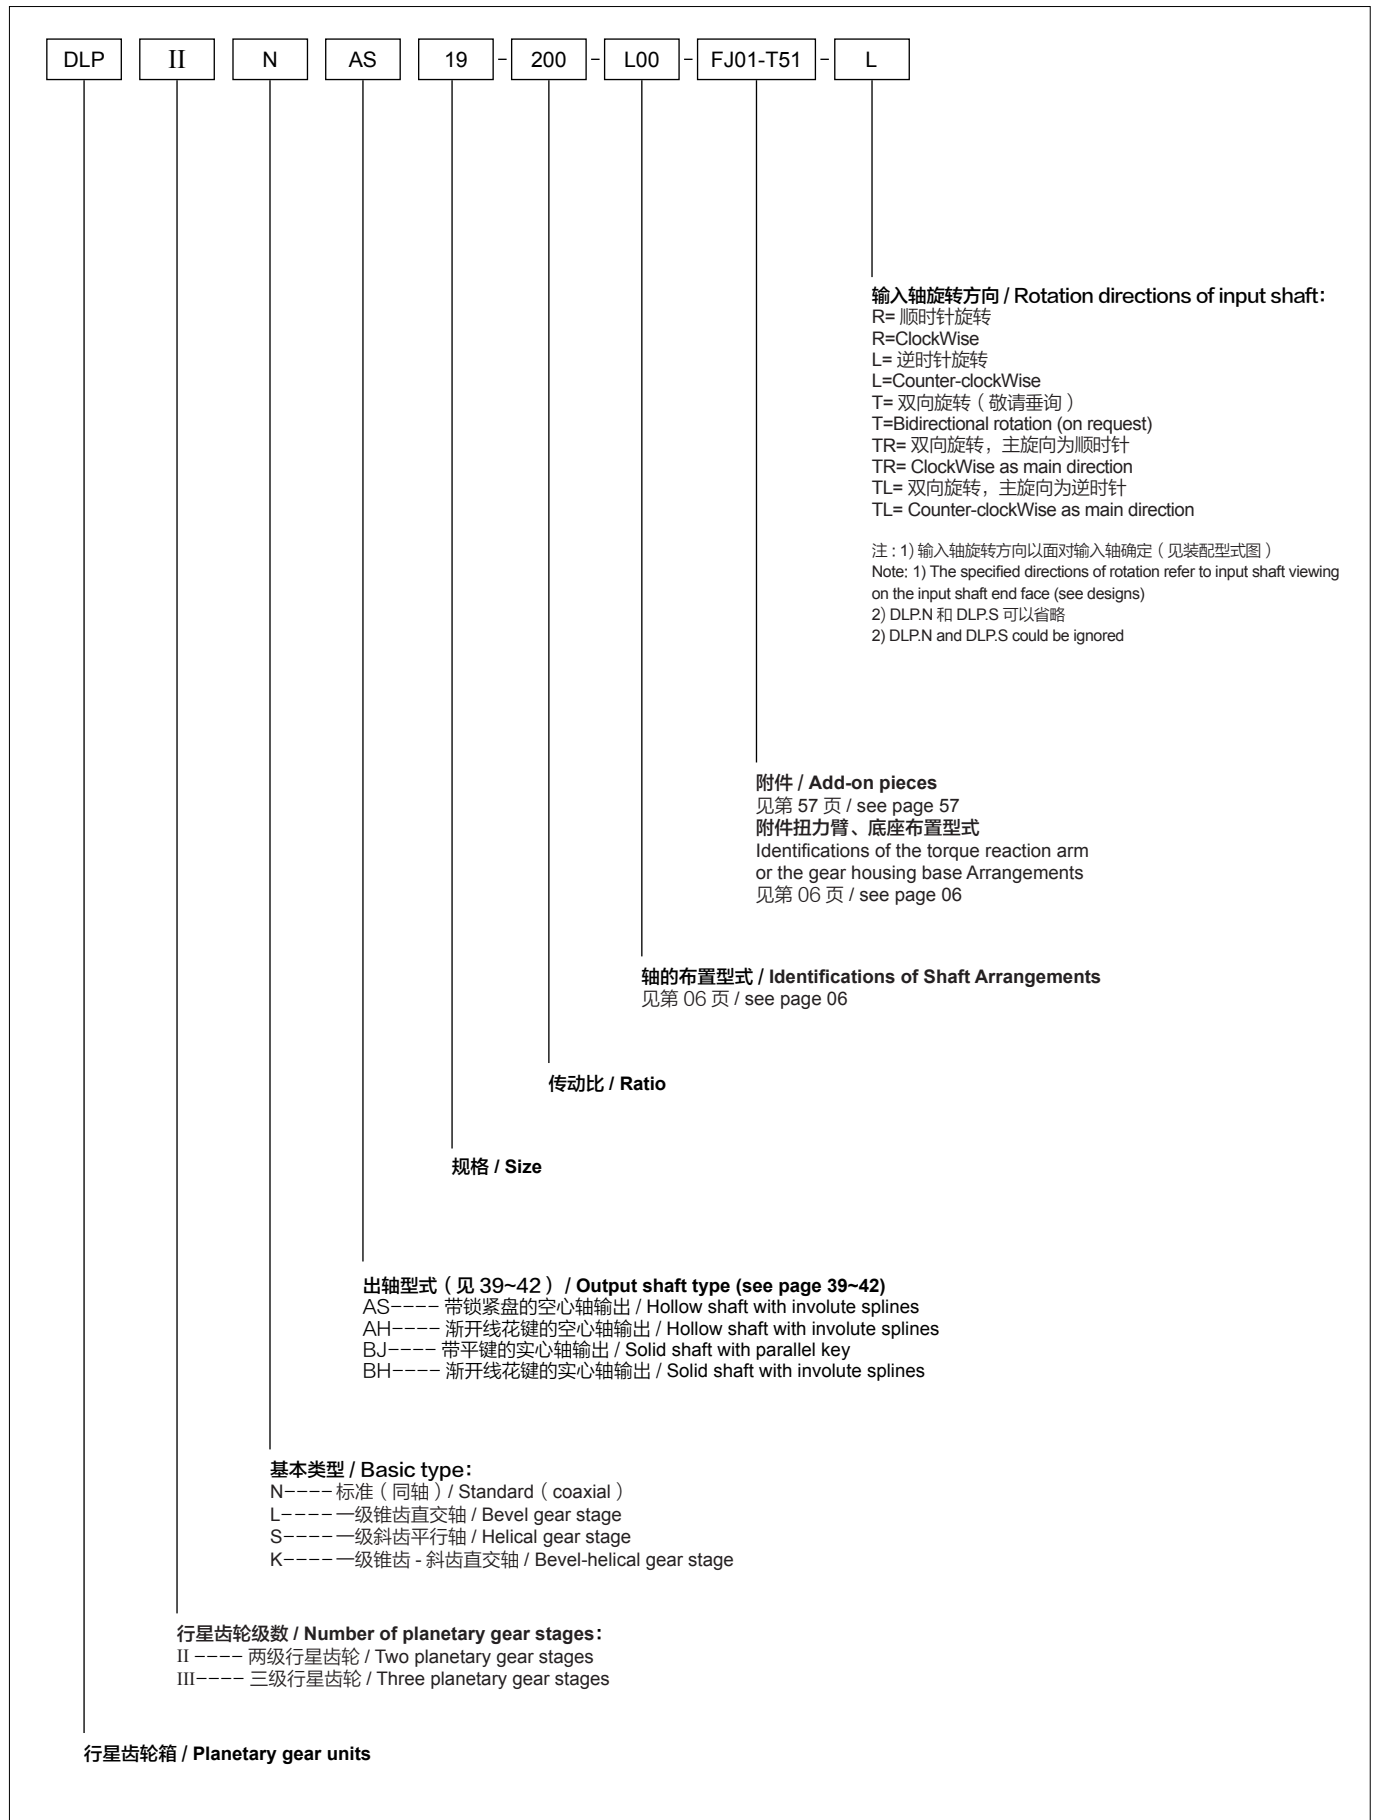 DLP II N AS 19 - 200 - L00 - FJ01-T51 - L
输入轴旋转方向 / Rotation directions of input shaft:
R= 顺时针旋转
R=ClockWise
L= 逆时针旋转
L=Counter-clockWise
T= 双向旋转（敬请垂询）
T=Bidirectional rotation (on request)
TR= 双向旋转，主旋向为顺时针
TR= ClockWise as main direction
TL= 双向旋转，主旋向为逆时针
TL= Counter-clockWise as main direction
注 : 1) 输入轴旋转方向以面对输入轴确定（见装配型式图）
Note: 1) The specified directions of rotation refer to input shaft viewing
on the input shaft end face (see designs)
2) DLP.N 和 DLP.S 可以省略
2) DLP.N and DLP.S could be ignored
附件 / Add-on pieces
见第 57 页 / see page 57
附件扭力臂、底座布置型式
Identifications of the torque reaction arm
or the gear housing base Arrangements
见第 06 页 / see page 06
轴的布置型式 / Identifications of Shaft Arrangements
见第 06 页 / see page 06
传动比 / Ratio
规格 / Size
出轴型式（见 39~42） / Output shaft type (see page 39~42)
AS---- 带锁紧盘的空心轴输出 / Hollow shaft with involute splines
AH---- 渐开线花键的空心轴输出 / Hollow shaft with involute splines
BJ---- 带平键的实心轴输出 / Solid shaft with parallel key
BH---- 渐开线花键的实心轴输出 / Solid shaft with involute splines
基本类型 / Basic type:
N---- 标准（同轴）/ Standard（coaxial）
L---- 一级锥齿直交轴 / Bevel gear stage
S---- 一级斜齿平行轴 / Helical gear stage
K---- 一级锥齿 - 斜齿直交轴 / Bevel-helical gear stage
行星齿轮级数 / Number of planetary gear stages:
II ---- 两级行星齿轮 / Two planetary gear stages
III---- 三级行星齿轮 / Three planetary gear stages
行星齿轮箱 / Planetary gear units